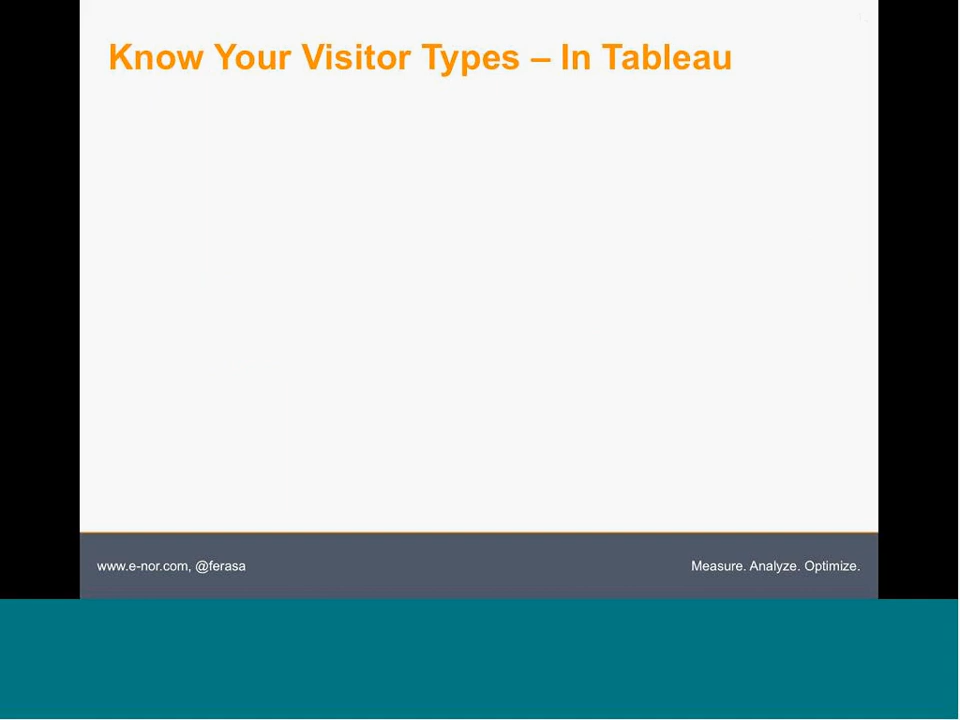 Know Your Visitor Types – In Tableau
www.e-nor.com, @ferasa
Measure. Analyze. Optimize.